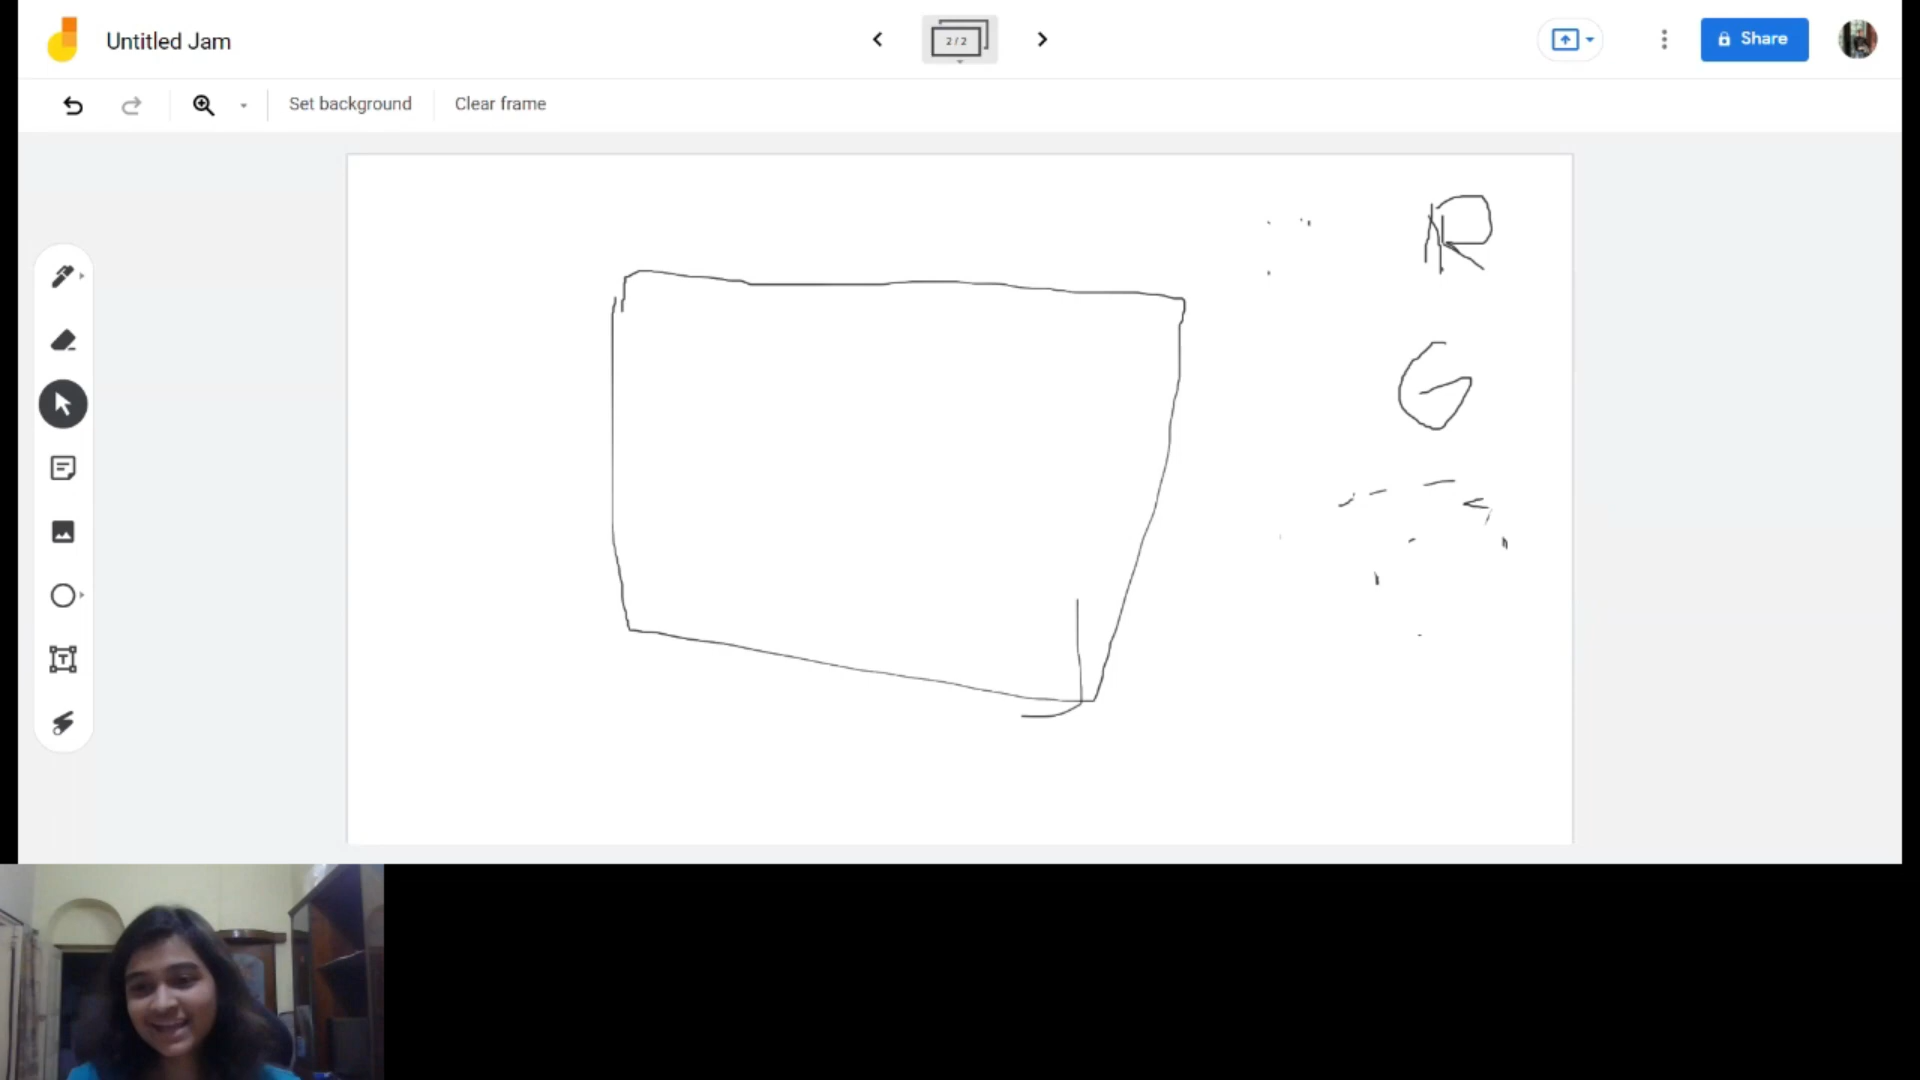 Untitled Jam
2/2
Share
Set background
Clear frame
R
G
T